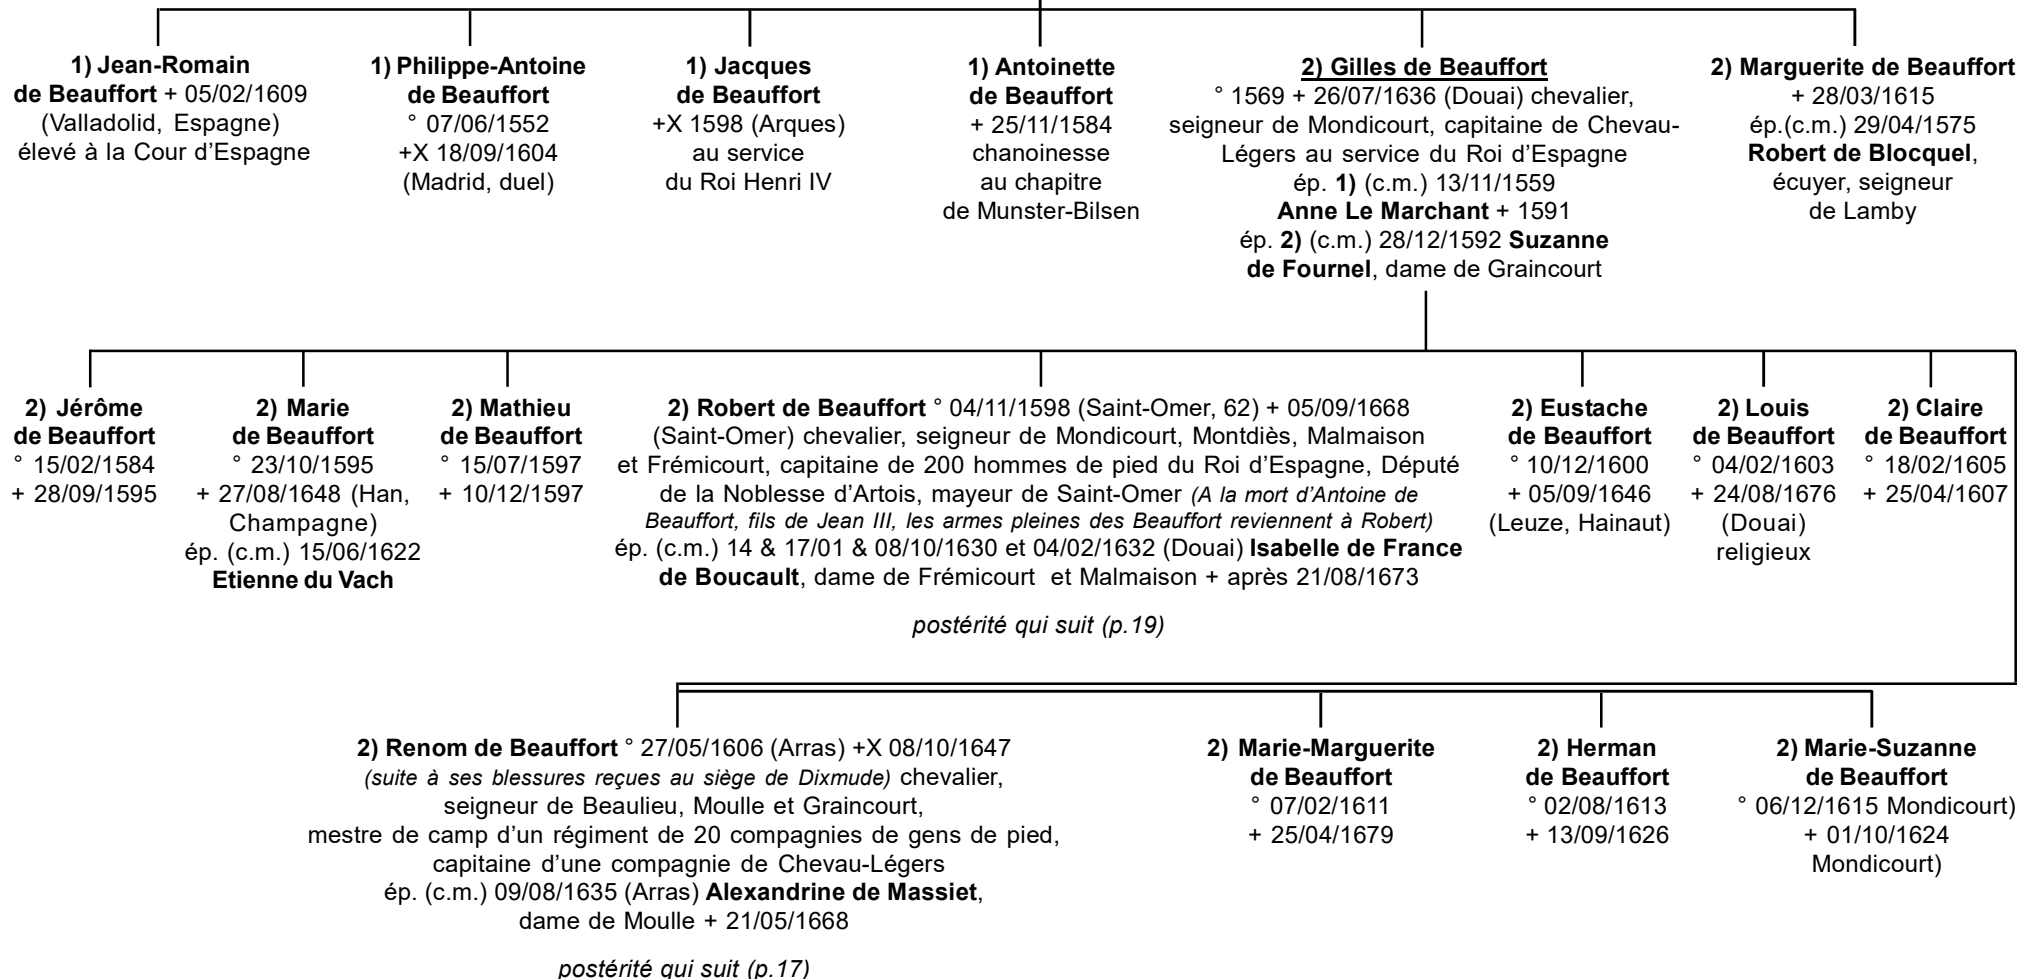 1) Jean-Romain
de Beauffort + 05/02/1609
(Valladolid, Espagne)
élevé à la Cour d'Espagne
1) Philippe-Antoine
de Beauffort
° 07/06/1552
+X 18/09/1604
(Madrid, duel)
1) Jacques
de Beauffort
+X 1598 (Arques)
au service
du Roi Henri IV
1) Antoinette
de Beauffort
+ 25/11/1584
chanoinesse
au chapitre
de Munster-Bilsen
2) Gilles de Beauffort
° 1569 + 26/07/1636 (Douai) chevalier,
seigneur de Mondicourt, capitaine de Chevau-
Légers au service du Roi d'Espagne
ép. 1) (c.m.) 13/11/1559
Anne Le Marchant + 1591
ép. 2) (c.m.) 28/12/1592 Suzanne
de Fournel, dame de Graincourt
2) Marguerite de Beauffort
+ 28/03/1615
ép.(c.m.) 29/04/1575
Robert de Blocquel,
écuyer, seigneur
de Lamby
2) Jérôme
de Beauffort
° 15/02/1584
+ 28/09/1595
2) Marie
de Beauffort
° 23/10/1595
+ 27/08/1648 (Han,
Champagne)
ép. (c.m.) 15/06/1622
Etienne du Vach
2) Mathieu
de Beauffort
° 15/07/1597
+ 10/12/1597
2) Robert de Beauffort ° 04/11/1598 (Saint-Omer, 62) + 05/09/1668
(Saint-Omer) chevalier, seigneur de Mondicourt, Montdiès, Malmaison
et Frémicourt, capitaine de 200 hommes de pied du Roi d'Espagne, Député
de la Noblesse d'Artois, mayeur de Saint-Omer (A la mort d'Antoine de
Beauffort, fils de Jean III, les armes pleines des Beauffort reviennent à Robert)
ép. (c.m.) 14 & 17/01 & 08/10/1630 et 04/02/1632 (Douai) Isabelle de France
de Boucault, dame de Frémicourt et Malmaison + après 21/08/1673
postérité qui suit (p.19)
2) Eustache
de Beauffort
° 10/12/1600
+ 05/09/1646
(Leuze, Hainaut)
2) Louis
de Beauffort
° 04/02/1603
+ 24/08/1676
(Douai)
religieux
2) Claire
de Beauffort
° 18/02/1605
+ 25/04/1607
2) Renom de Beauffort ° 27/05/1606 (Arras) +X 08/10/1647
(suite à ses blessures reçues au siège de Dixmude) chevalier,
seigneur de Beaulieu, Moulle et Graincourt,
mestre de camp d'un régiment de 20 compagnies de gens de pied,
capitaine d'une compagnie de Chevau-Légers
ép. (c.m.) 09/08/1635 (Arras) Alexandrine de Massiet,
dame de Moulle + 21/05/1668
postérité qui suit (p.17)
2) Marie-Marguerite
de Beauffort
° 07/02/1611
+ 25/04/1679
2) Herman
de Beauffort
° 02/08/1613
+ 13/09/1626
2) Marie-Suzanne
de Beauffort
° 06/12/1615 Mondicourt)
+ 01/10/1624
Mondicourt)